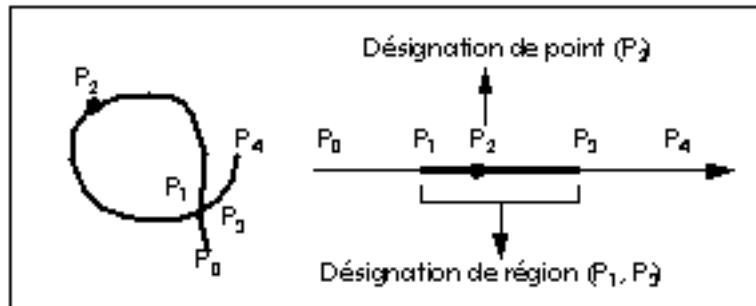 Désignation de point (P₂)
P₂
P₄
P₁
P₃
P₀
P₀ P₁ P₂ P₃ P₄
Désignation de région (P₁, P₃)